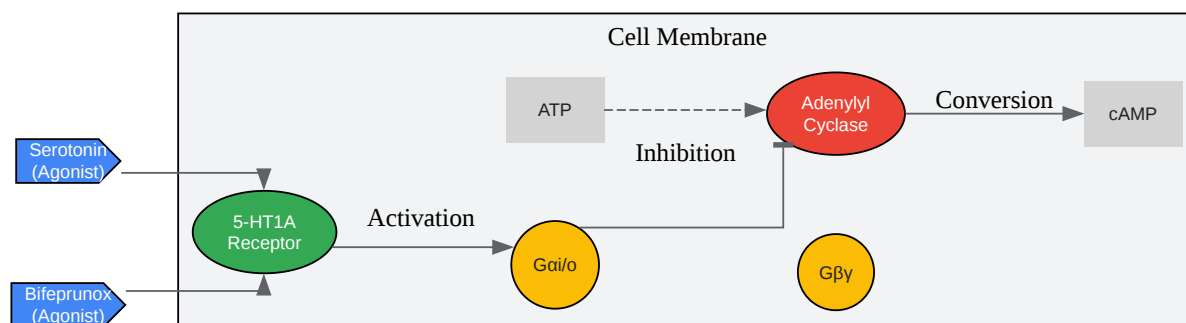 Cell Membrane
ATP
Adenylyl
Cyclase
Conversion
cAMP
Inhibition
Serotonin
(Agonist)
5-HT1A
Receptor
Activation
Gαi/o
Gβγ
Bifeprunox
(Agonist)